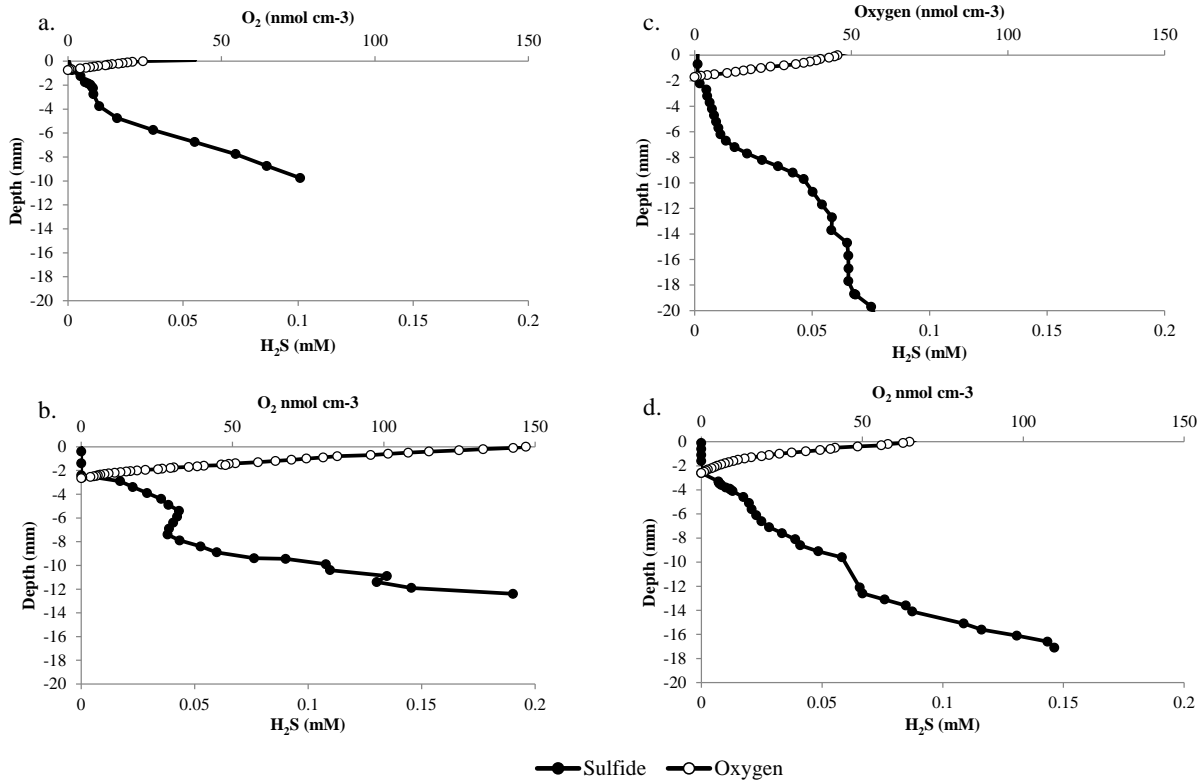 a.
O₂ (nmol cm-3)
0 50 100 150
0
-2
-4
-6
-8
-10
-12
-14
-16
-18
-20
Depth (mm)
0 0.05 0.1 0.15 0.2
H₂S (mM)
c.
Oxygen (nmol cm-3)
0 50 100 150
0
-2
-4
-6
-8
-10
-12
-14
-16
-18
-20
Depth (mm)
0 0.05 0.1 0.15 0.2
H₂S (mM)
b.
O₂ nmol cm-3
0 50 100 150
0
-2
-4
-6
-8
-10
-12
-14
-16
-18
-20
Depth (mm)
0 0.05 0.1 0.15 0.2
H₂S (mM)
d.
O₂ nmol cm-3
0 50 100 150
0
-2
-4
-6
-8
-10
-12
-14
-16
-18
-20
Depth (mm)
0 0.05 0.1 0.15 0.2
H₂S (mM)
Sulfide Oxygen